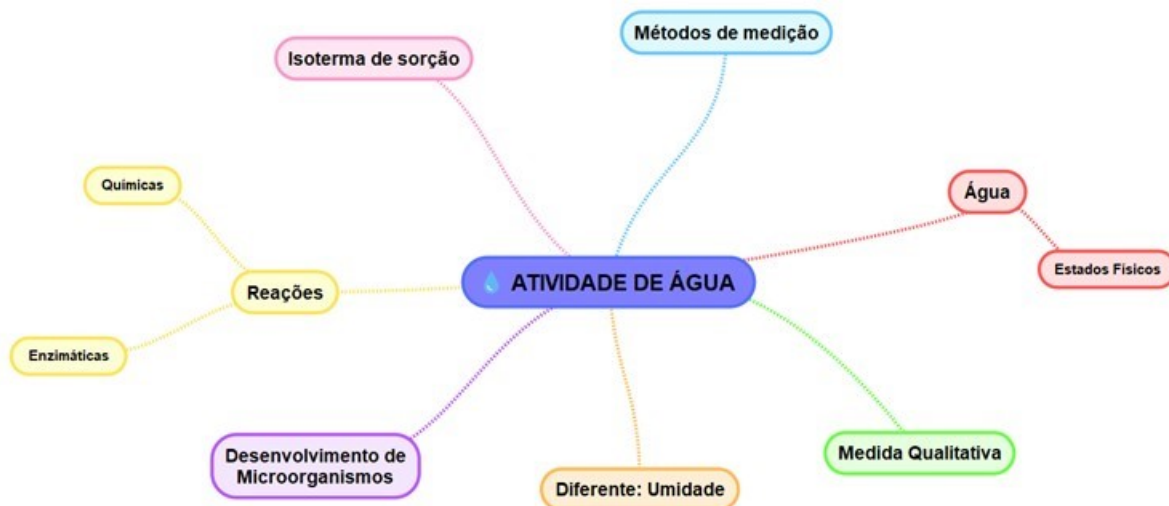 Métodos de medição
Isoterma de sorção
Químicas
Água
Estados Físicos
ATIVIDADE DE ÁGUA
Reações
Enzimáticas
Desenvolvimento de
Microorganismos
Medida Qualitativa
Diferente: Umidade